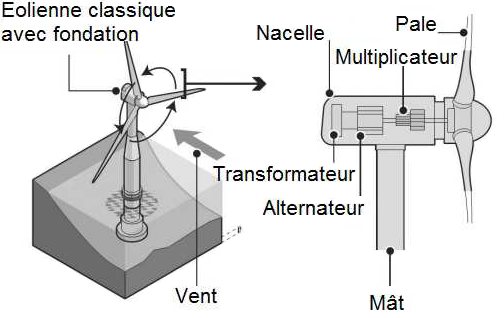 Eolienne classique
avec fondation
Vent
Nacelle
Pale
Multiplicateur
Transformateur
Alternateur
Mât